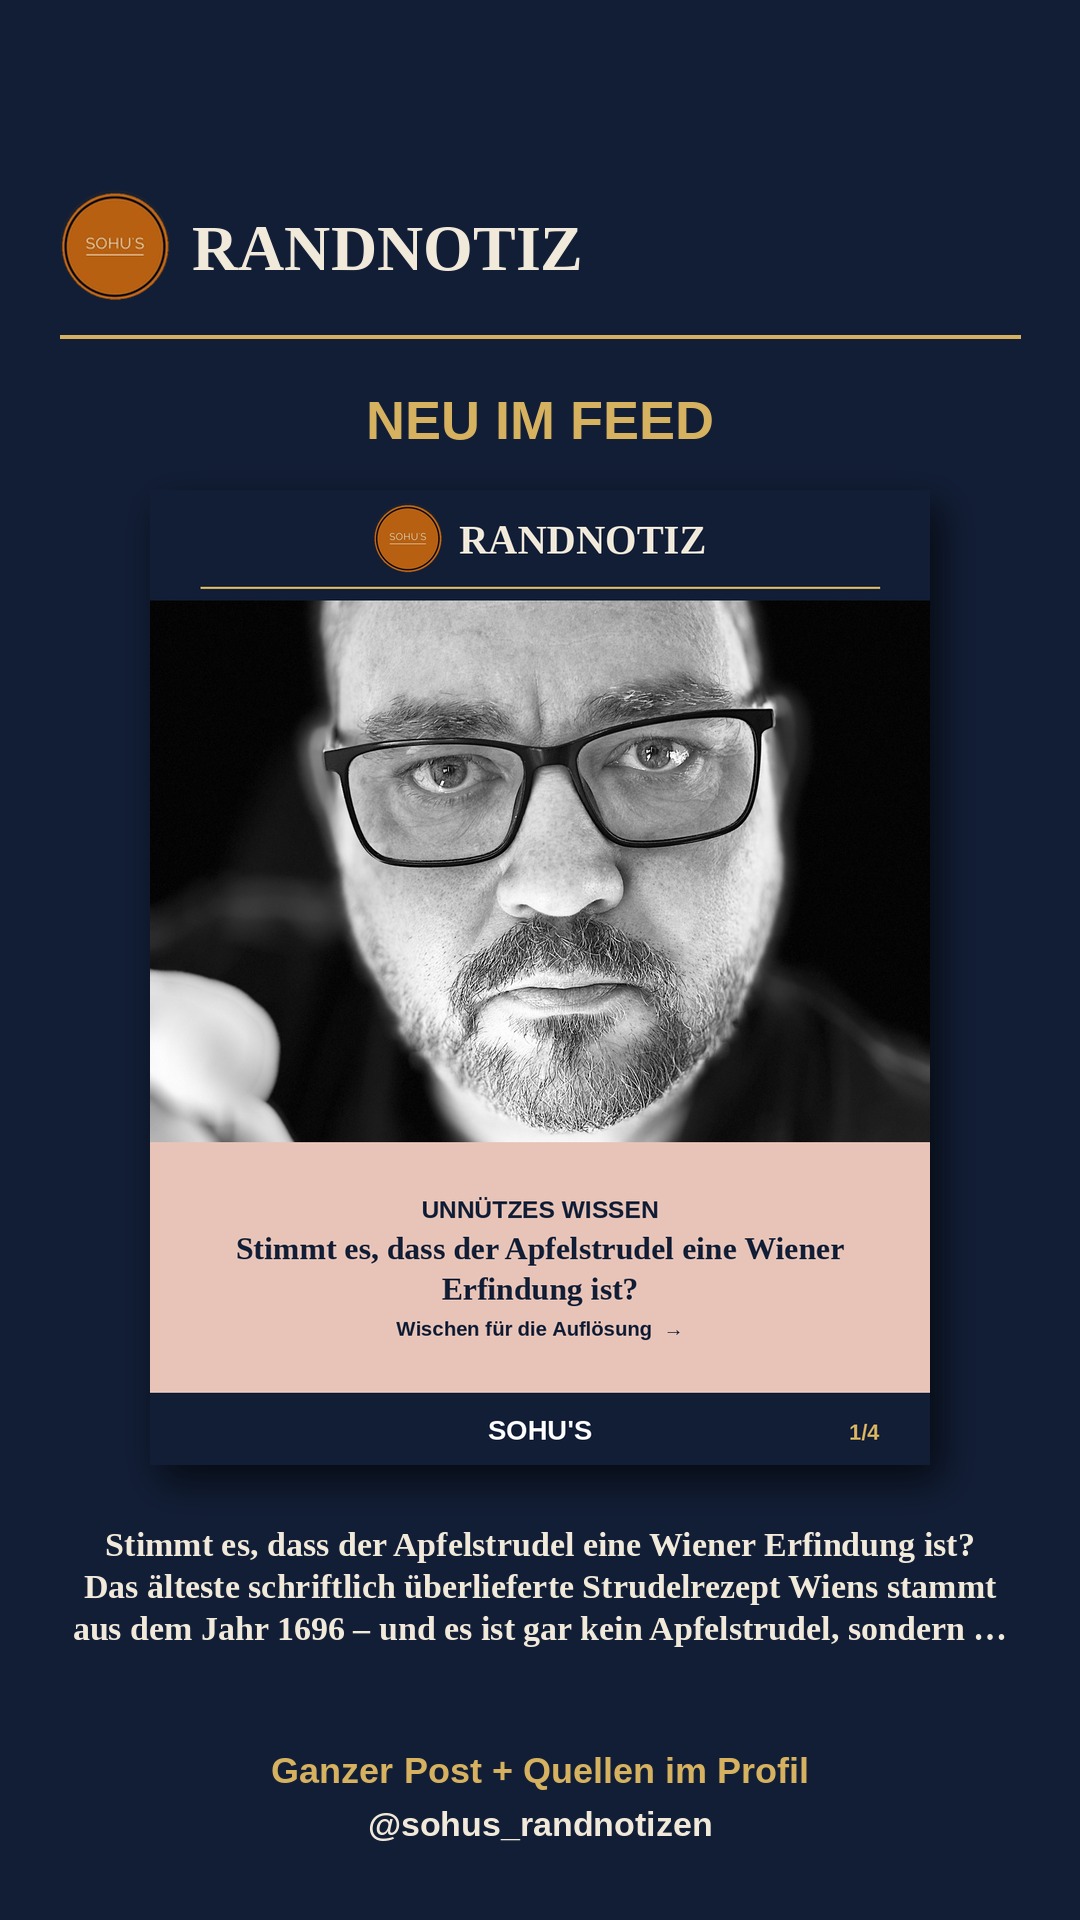 SOHU'S
RANDNOTIZ
NEU IM FEED
SOHU'S
RANDNOTIZ
UNNÜTZES WISSEN
Stimmt es, dass der Apfelstrudel eine Wiener
Erfindung ist?
Wischen für die Auflösung →
SOHU'S
1/4
Stimmt es, dass der Apfelstrudel eine Wiener Erfindung ist?
Das älteste schriftlich überlieferte Strudelrezept Wiens stammt
aus dem Jahr 1696 – und es ist gar kein Apfelstrudel, sondern …
Ganzer Post + Quellen im Profil
@sohus_randnotizen